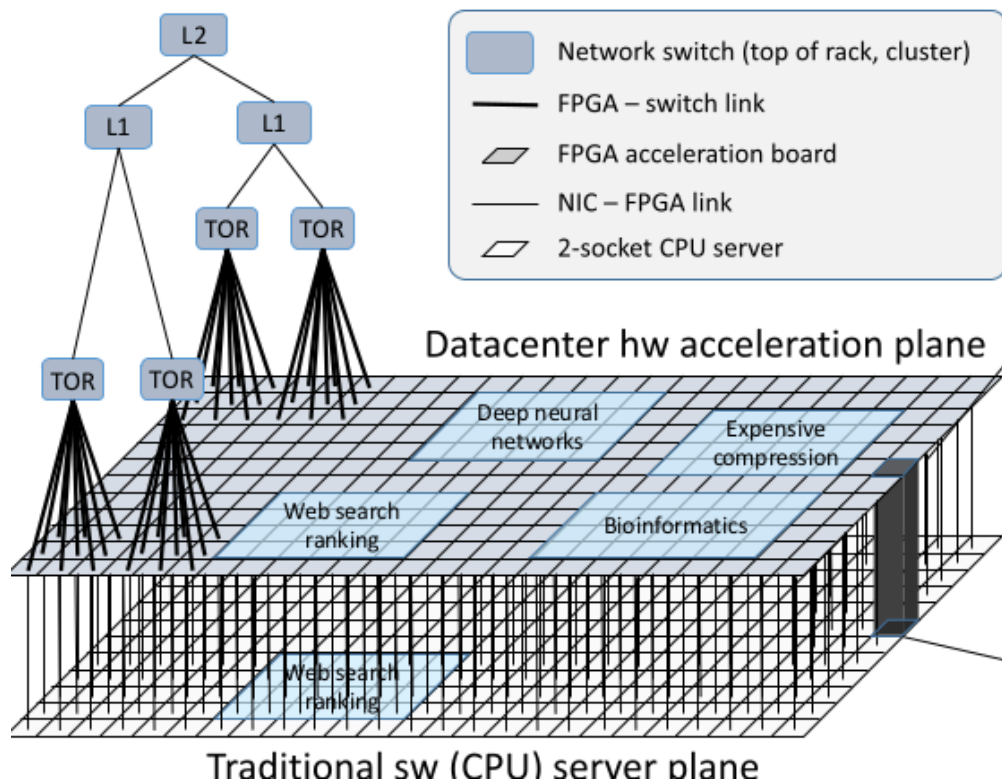 L2
Network switch (top of rack, cluster)
L1
L1
FPGA – switch link
FPGA acceleration board
NIC – FPGA link
TOR
TOR
2-socket CPU server
Datacenter hw acceleration plane
TOR
TOR
Deep neural
networks
Expensive
compression
Web search
ranking
Bioinformatics
Web search
ranking
Traditional sw (CPU) server plane